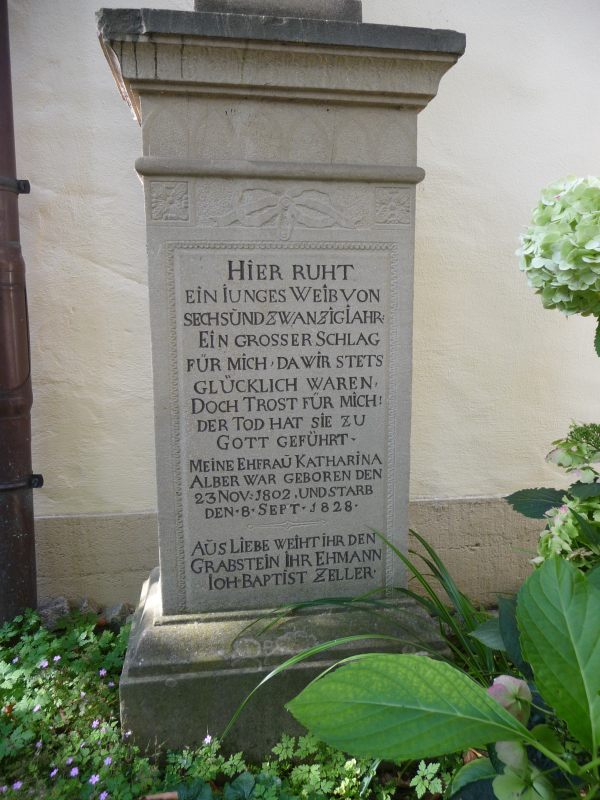 HIER RUHT
EIN IUNGES WEIB VON
SECHSUNDZWANZIG IAHR.
EIN GROSSER SCHLAG
FÜR MICH, DA WIR STETS
GLÜCKLICH WAREN,
DOCH TROST FÜR MICH!
DER TOD HAT SIE ZU
GOTT GEFÜHRT.
MEINE EHFRAU KATHARINA
ALBER WAR GEBOREN DEN
23 NOV. 1802, UND STARB
DEN 8. SEPT. 1828.
AUS LIEBE WEIHT IHR DEN
GRABSTEIN IHR EHMANN
IOH. BAPTIST ZELLER.